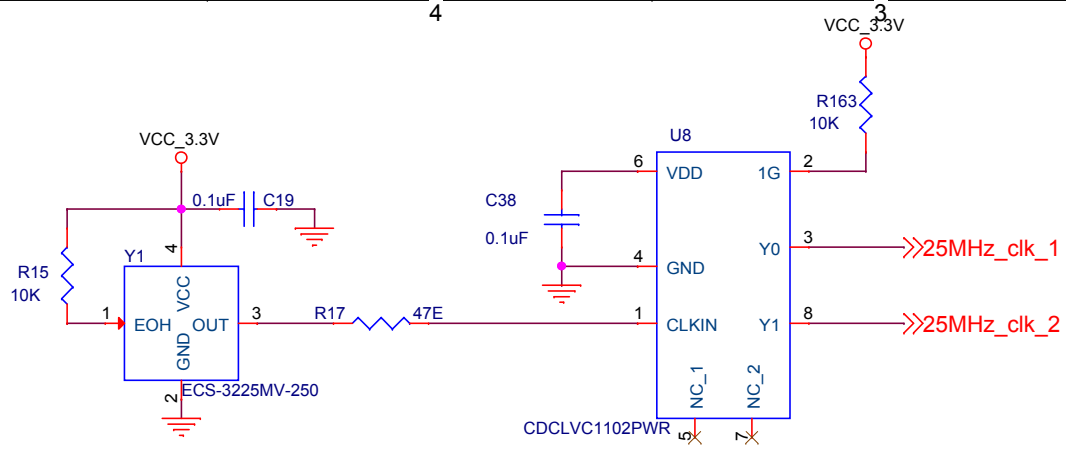 4
3
VCC_3.3V
R163
10K
VCC_3.3V
U8
0.1uF
C19
6
VDD
1G
2
C38
0.1uF
4
GND
Y0
3
25MHz_clk_1
R15
10K
Y1
4
VCC
1
EOH
OUT
3
GND
2
ECS-3225MV-250
R17
47E
1
CLKIN
Y1
8
25MHz_clk_2
NC_1
NC_2
5
7
CDCLVC1102PWR